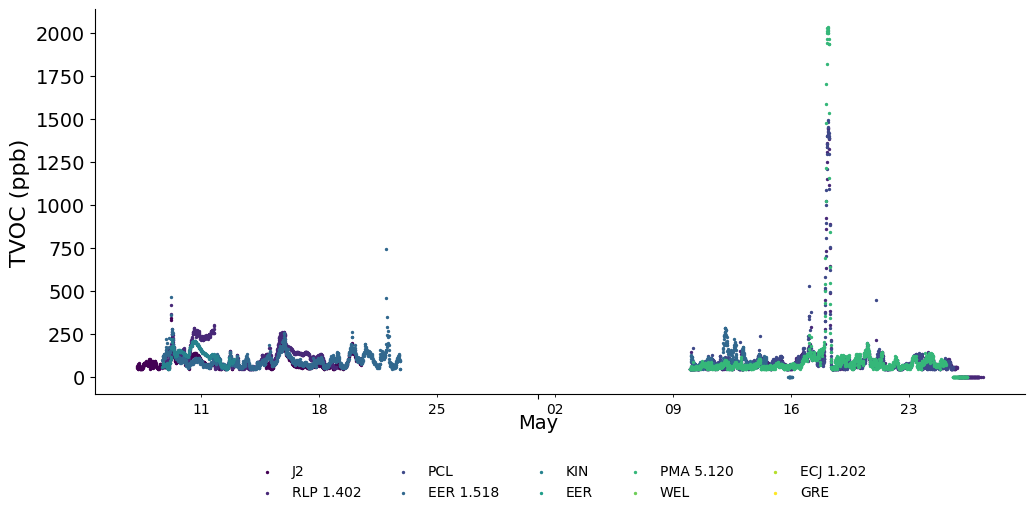 2000
1750
1500
1250
1000
750
500
250
0
TVOC (ppb)
11 18 25 02 09 16 23
May
J2 PCL KIN PMA 5.120 ECJ 1.202
RLP 1.402 EER 1.518 EER WEL GRE